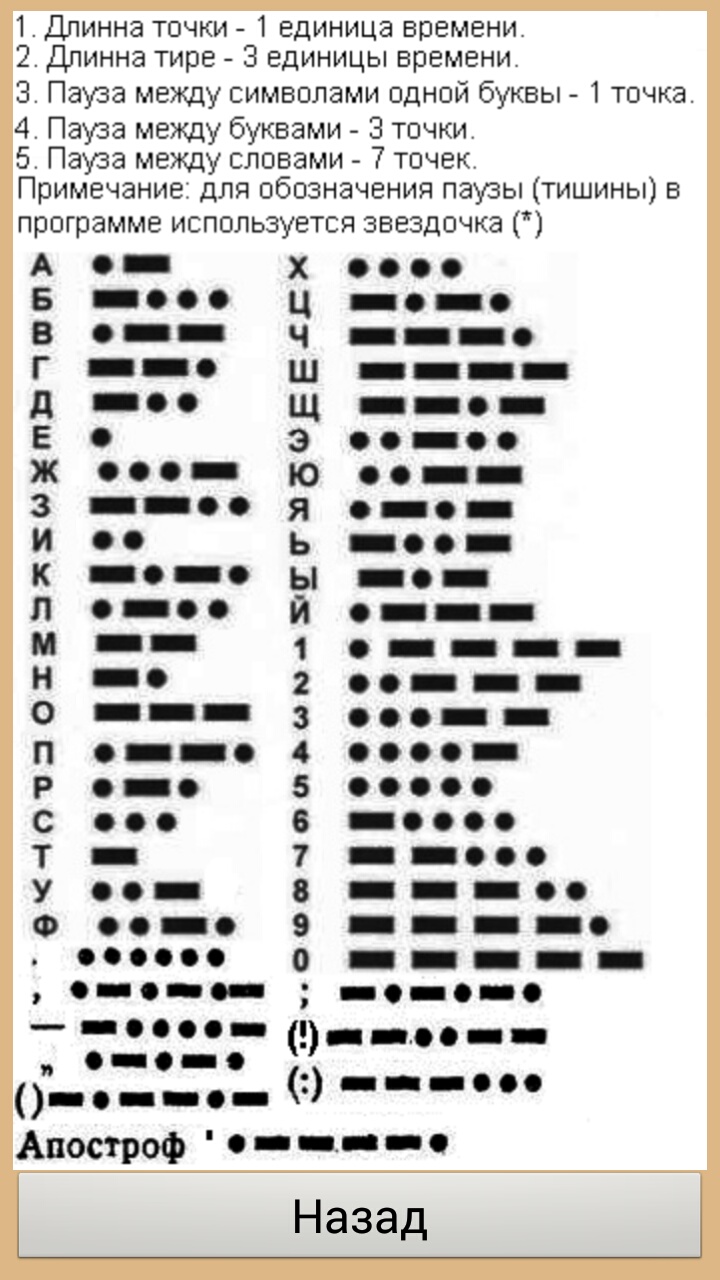 1. Длинна точки - 1 единица времени.
2. Длинна тире - 3 единицы времени.
3. Пауза между символами одной буквы - 1 точка.
4. Пауза между буквами - 3 точки.
5. Пауза между словами - 7 точек.
Примечание: для обозначения паузы (тишины) в
программе используется звездочка (*)
А
Б
В
Г
Д
Е
Ж
З
И
К
Л
М
Н
О
П
Р
С
Т
У
Ф
.
,
—
„
()
Апостроф '
Х
Ц
Ч
Ш
Щ
Э
Ю
Я
Ь
Ы
Й
1
2
3
4
5
6
7
8
9
0
;
(!)
(:)
Назад